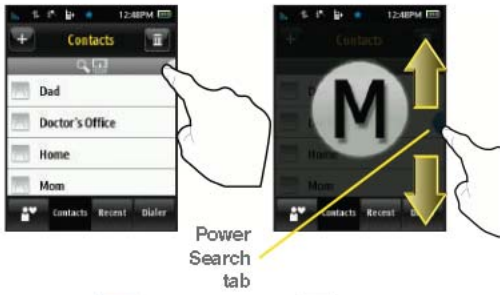 12:48PM
Contacts
Dad
Doctor's Office
Home
Mom
Contacts Recent Dialer
12:48PM
Contacts
M
Home
Mom
Contacts Recent
Power
Search
tab